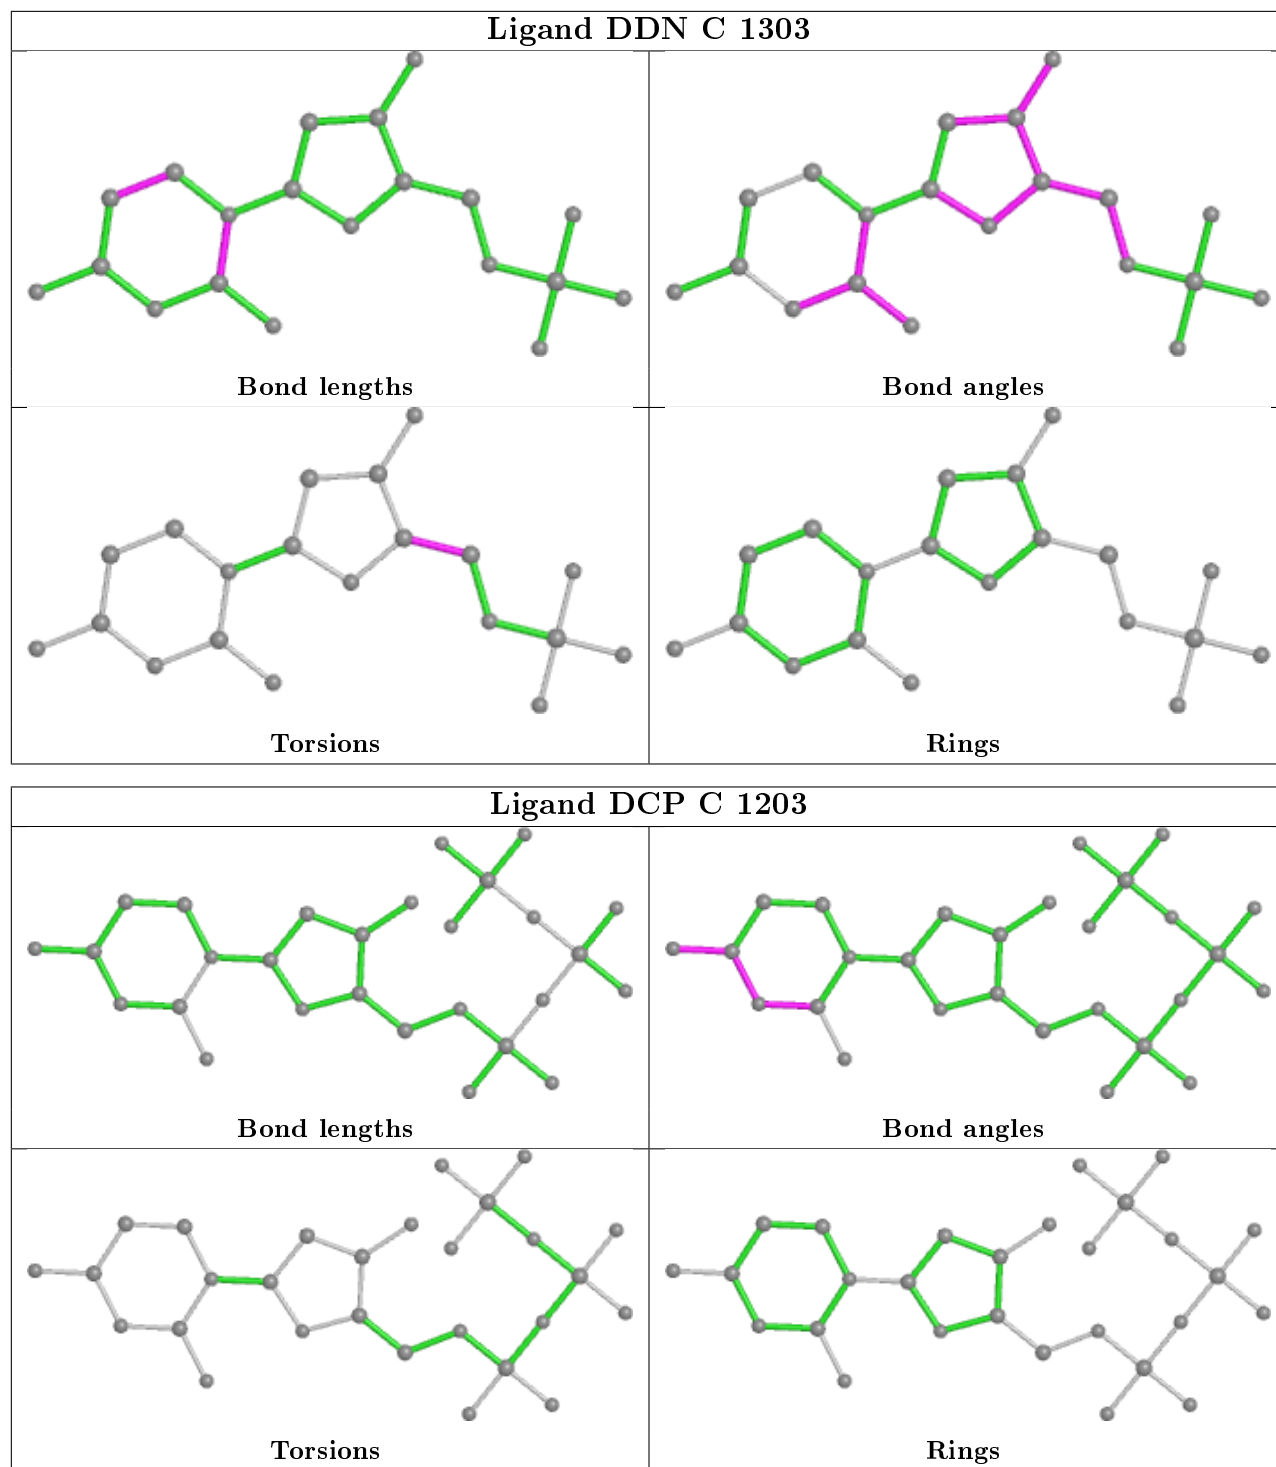 Ligand DDN C 1303
Bond lengths
Bond angles
Torsions
Rings
Ligand DCP C 1203
Bond lengths
Bond angles
Torsions
Rings